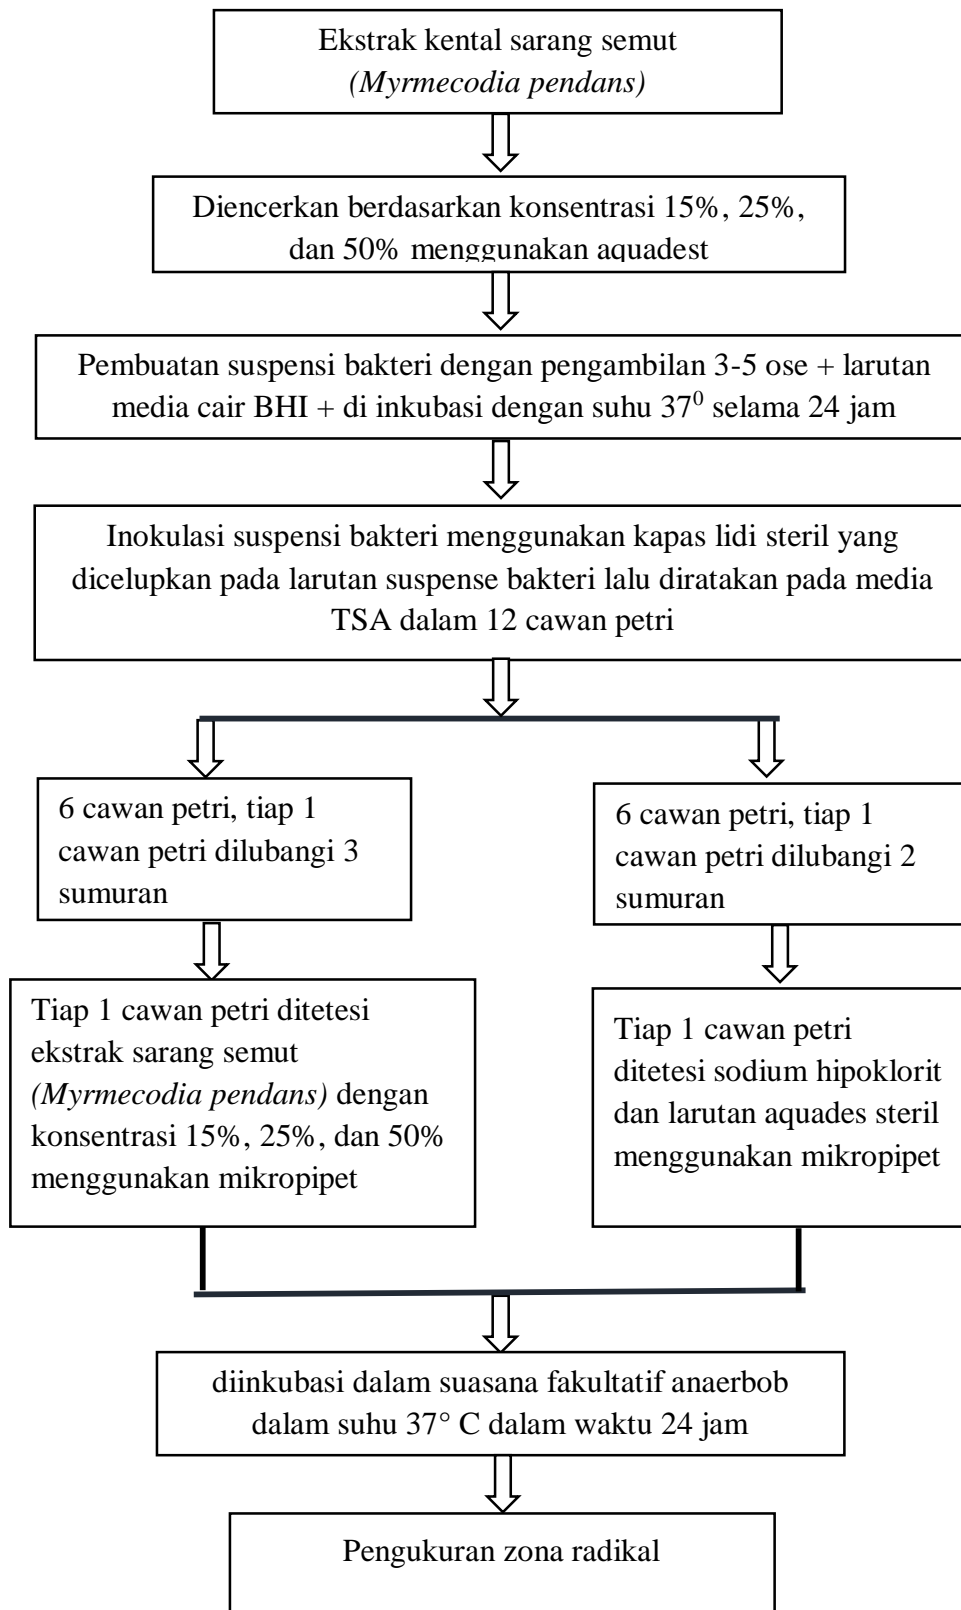 Ekstrak kental sarang semut
(Myrmecodia pendans)
Diencerkan berdasarkan konsentrasi 15%, 25%,
dan 50% menggunakan aquadest
Pembuatan suspensi bakteri dengan pengambilan 3-5 ose + larutan
media cair BHI + di inkubasi dengan suhu 37⁰ selama 24 jam
Inokulasi suspensi bakteri menggunakan kapas lidi steril yang
dicelupkan pada larutan suspense bakteri lalu diratakan pada media
TSA dalam 12 cawan petri
6 cawan petri, tiap 1
cawan petri dilubangi 3
sumuran
6 cawan petri, tiap 1
cawan petri dilubangi 2
sumuran
Tiap 1 cawan petri ditetesi
ekstrak sarang semut
(Myrmecodia pendans) dengan
konsentrasi 15%, 25%, dan 50%
menggunakan mikropipet
Tiap 1 cawan petri
ditetesi sodium hipoklorit
dan larutan aquades steril
menggunakan mikropipet
diinkubasi dalam suasana fakultatif anaerbob
dalam suhu 37° C dalam waktu 24 jam
Pengukuran zona radikal